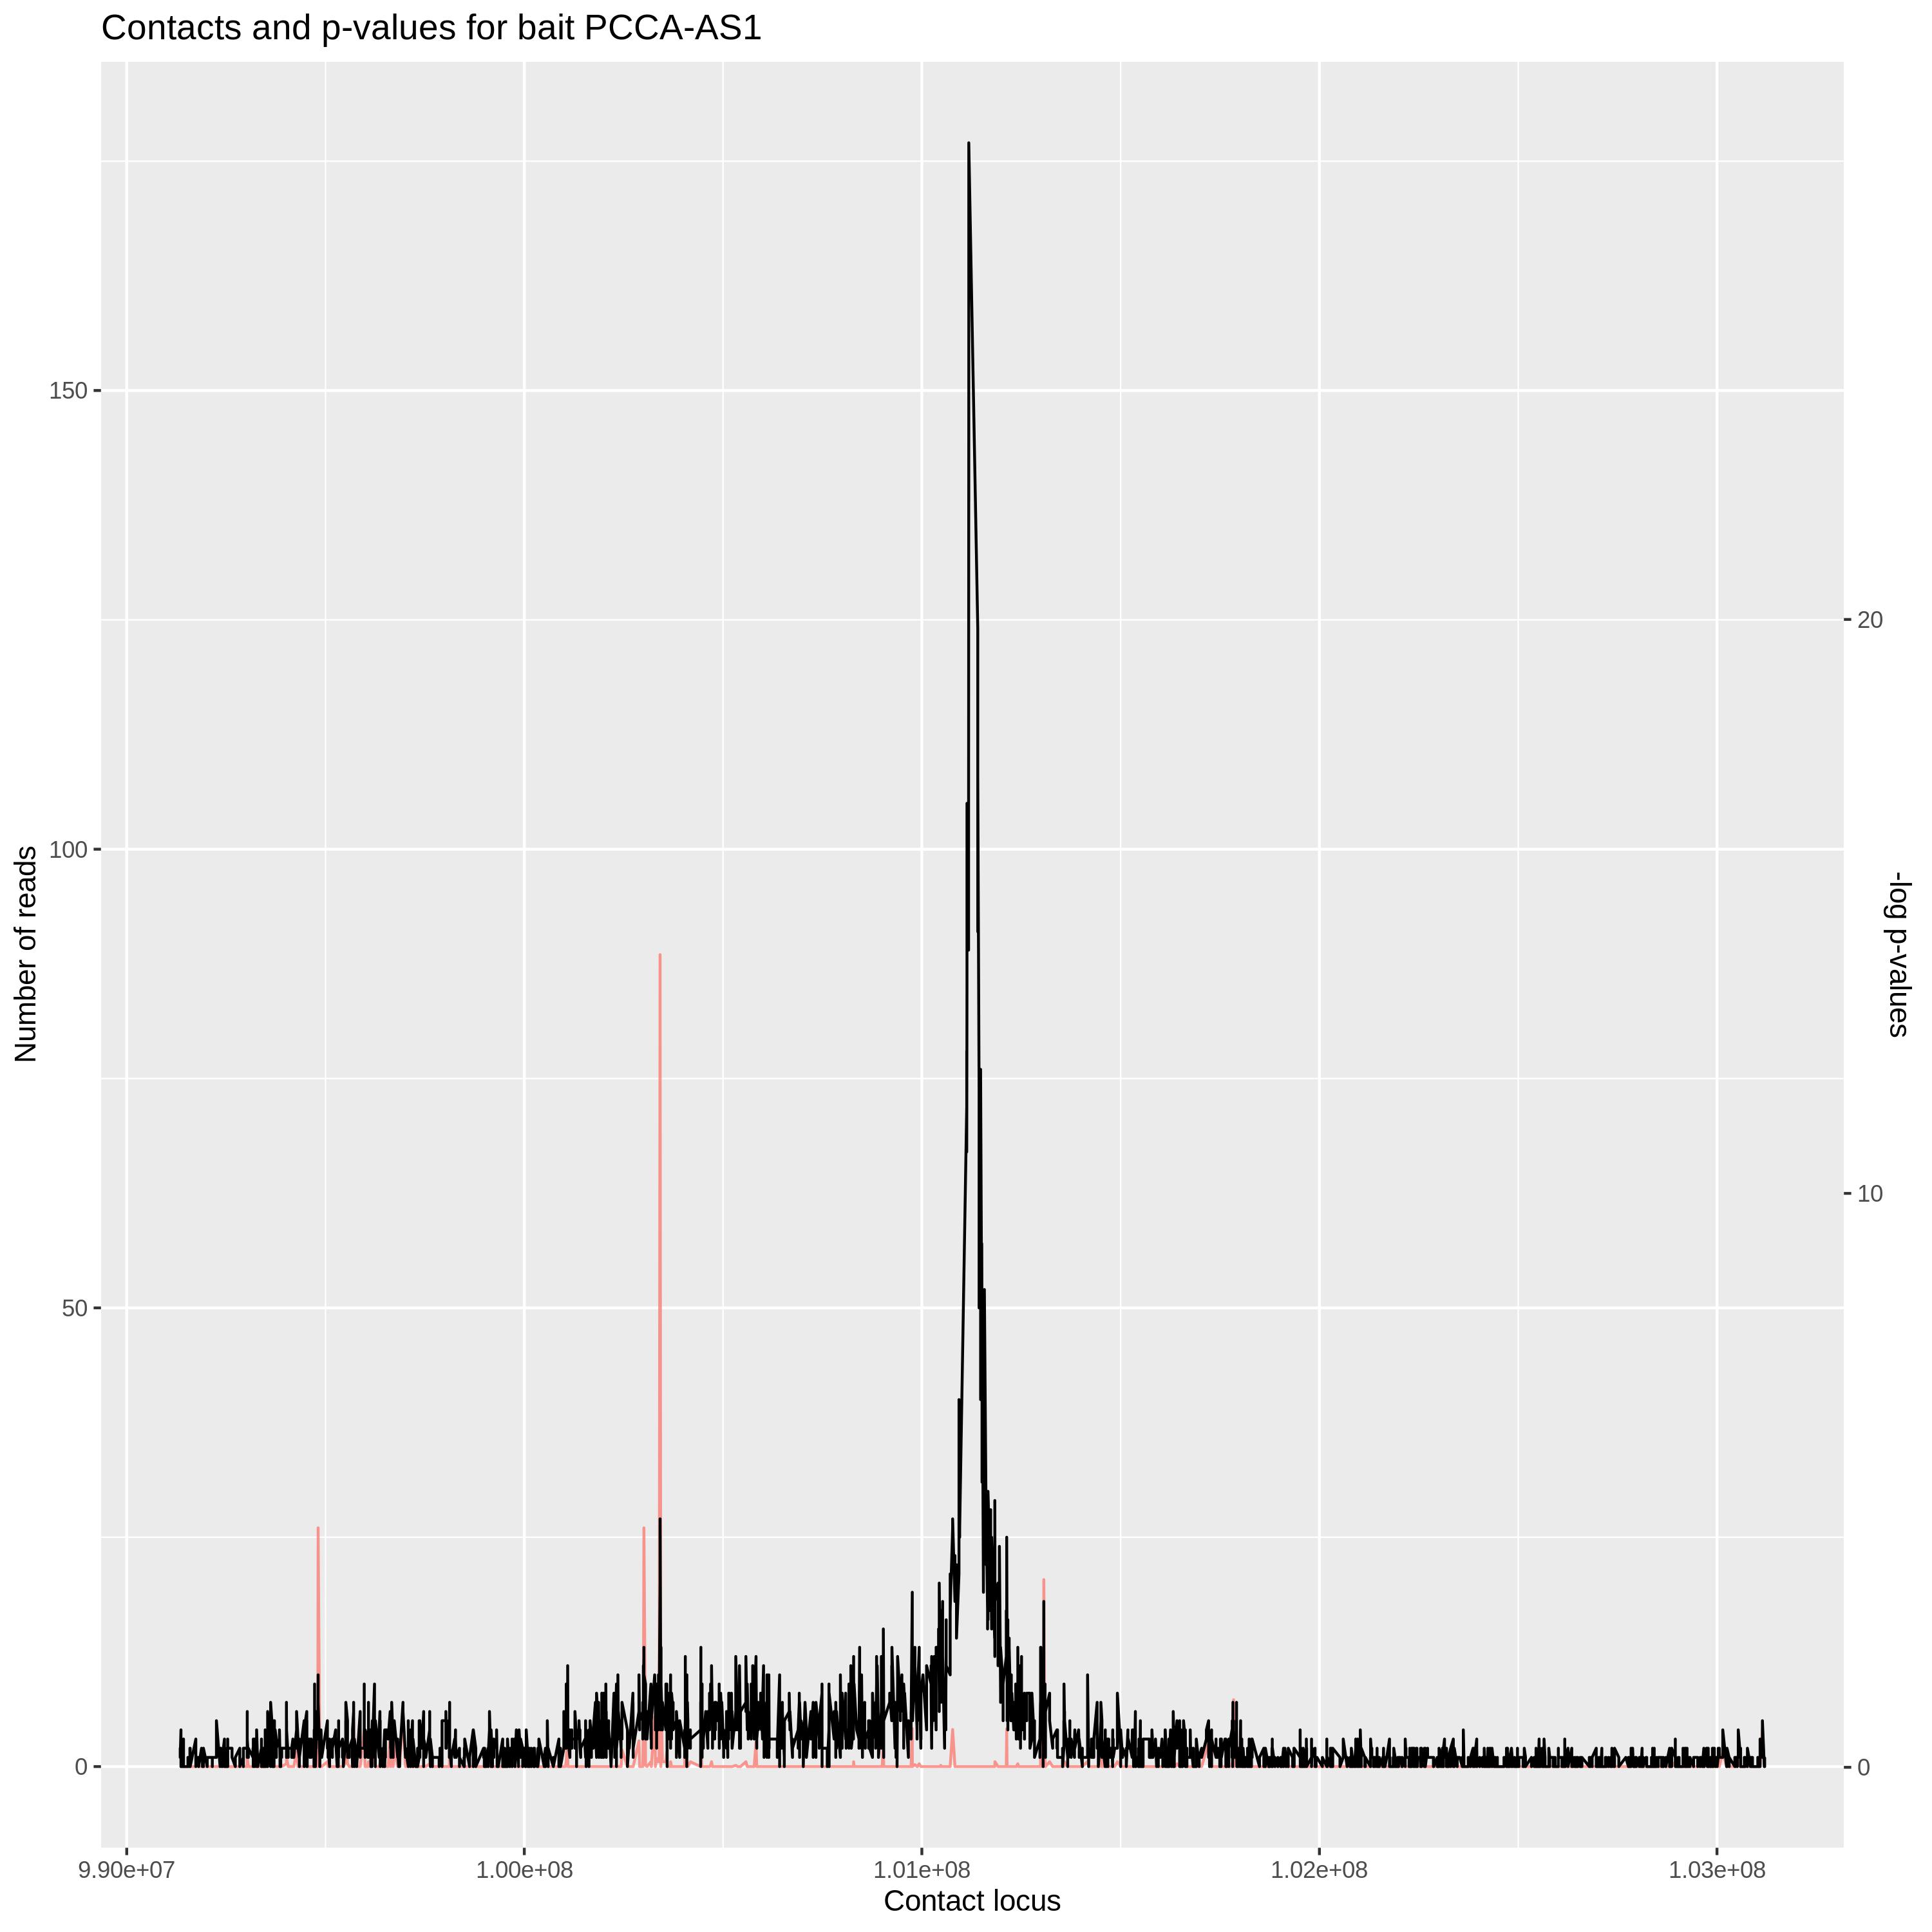 Contacts and p-values for bait PCCA-AS1
Number of reads
150
100
50
0
-log p-values
20
10
0
9.90e+07 1.00e+08 1.01e+08 1.02e+08 1.03e+08
Contact locus